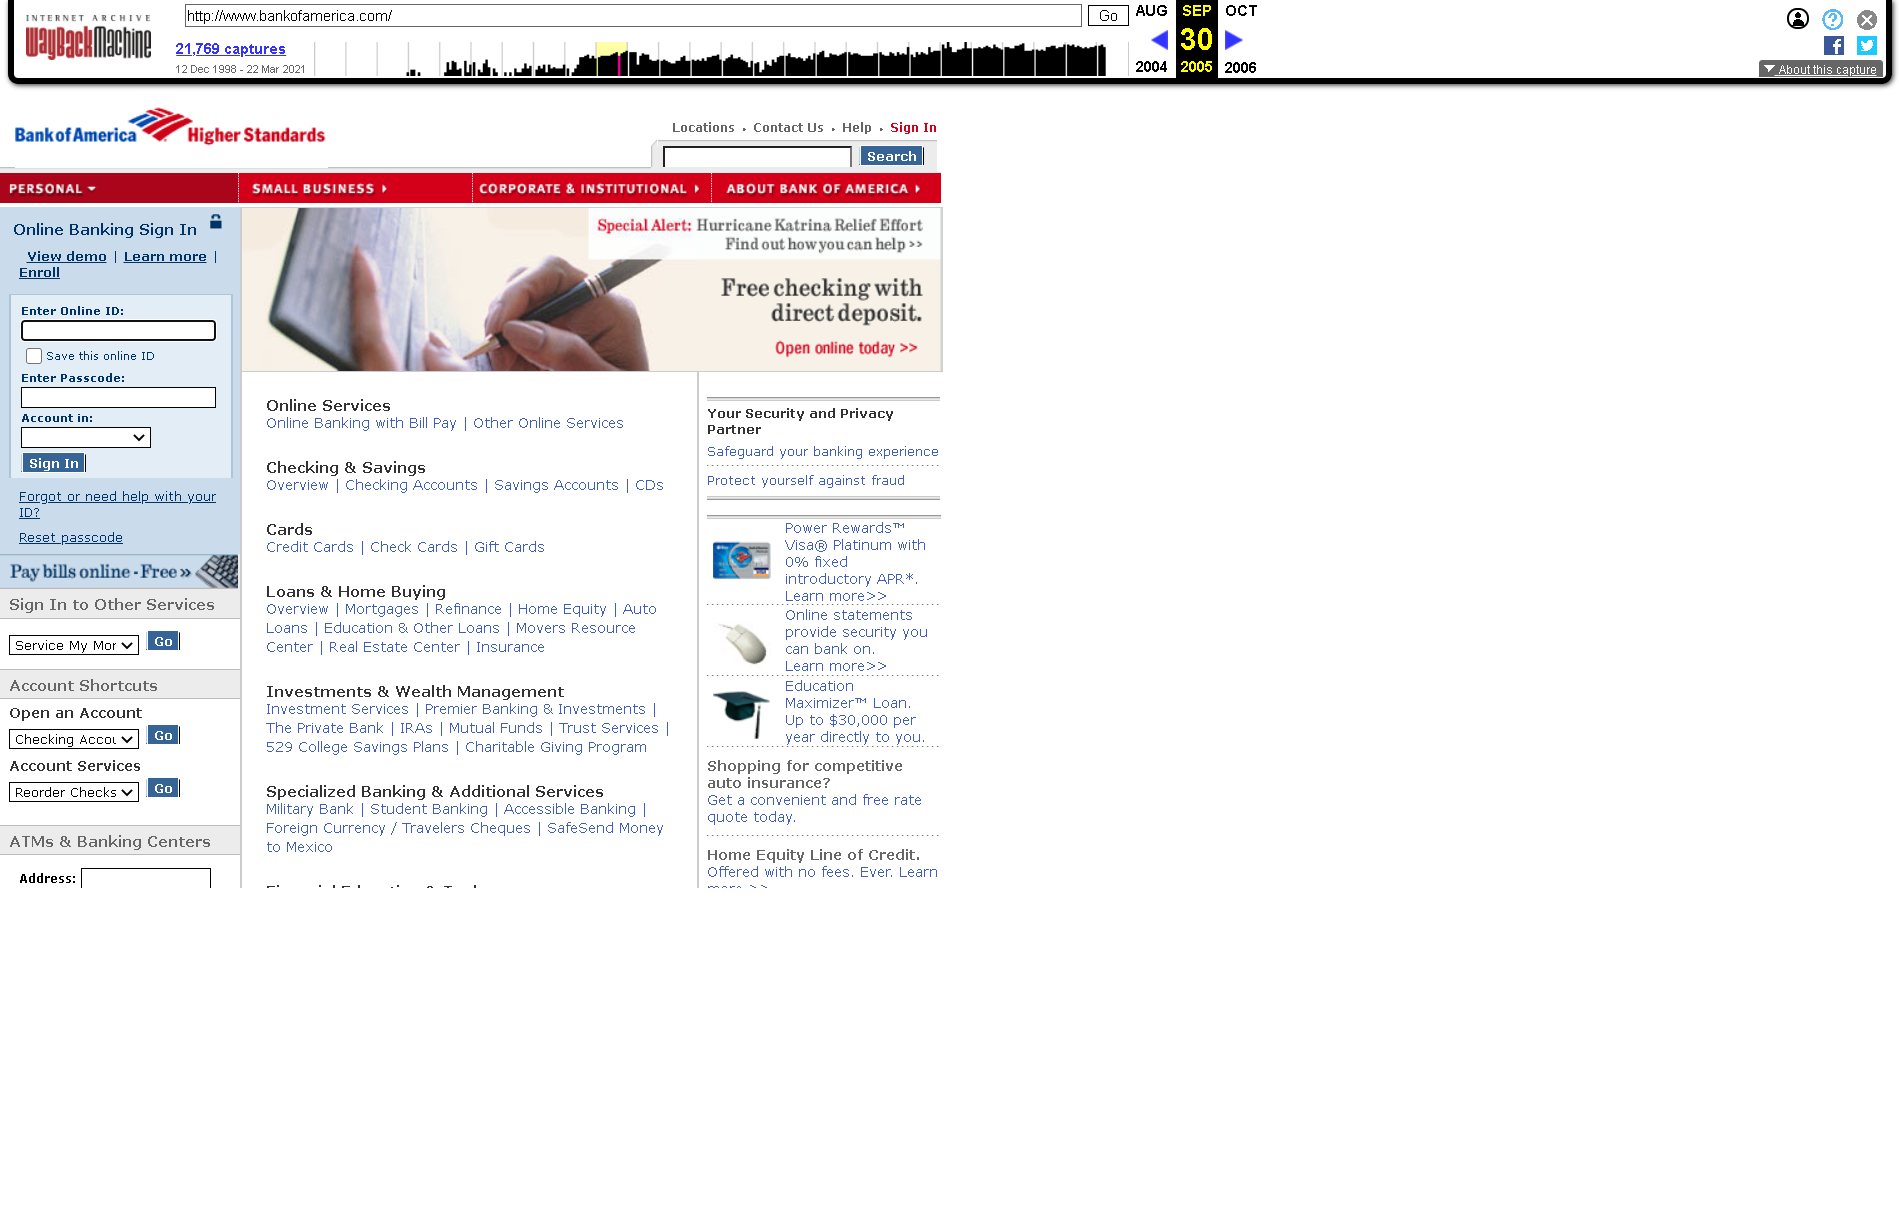 INTERNET ARCHIVE
WayBackMachine
http://www.bankofamerica.com/
Go
AUG SEP OCT
21,769 captures
30
12 Dec 1998 - 22 Mar 2021
2004 2005 2006
About this capture
Bank of America Higher Standards
Locations • Contact Us • Help • Sign In
Search
PERSONAL
SMALL BUSINESS
CORPORATE & INSTITUTIONAL
ABOUT BANK OF AMERICA
Online Banking Sign In
View demo | Learn more |
Enroll
Enter Online ID:
Save this online ID
Enter Passcode:
Account in:
Sign In
Forgot or need help with your
ID?
Reset passcode
Pay bills online - Free »
Sign In to Other Services
Service My Mor
Go
Account Shortcuts
Open an Account
Checking Accou
Go
Account Services
Reorder Checks
Go
ATMs & Banking Centers
Address:
Special Alert: Hurricane Katrina Relief Effort
Find out how you can help >>
Free checking with
direct deposit.
Open online today >>
Online Services
Online Banking with Bill Pay | Other Online Services
Checking & Savings
Overview | Checking Accounts | Savings Accounts | CDs
Cards
Credit Cards | Check Cards | Gift Cards
Loans & Home Buying
Overview | Mortgages | Refinance | Home Equity | Auto
Loans | Education & Other Loans | Movers Resource
Center | Real Estate Center | Insurance
Investments & Wealth Management
Investment Services | Premier Banking & Investments |
The Private Bank | IRAs | Mutual Funds | Trust Services |
529 College Savings Plans | Charitable Giving Program
Specialized Banking & Additional Services
Military Bank | Student Banking | Accessible Banking |
Foreign Currency / Travelers Cheques | SafeSend Money
to Mexico
Your Security and Privacy
Partner
Safeguard your banking experience
Protect yourself against fraud
Power Rewards™
Visa® Platinum with
0% fixed
introductory APR*.
Learn more>>
Online statements
provide security you
can bank on.
Learn more>>
Education
Maximizer™ Loan.
Up to $30,000 per
year directly to you.
Shopping for competitive
auto insurance?
Get a convenient and free rate
quote today.
Home Equity Line of Credit.
Offered with no fees. Ever. Learn
more >>